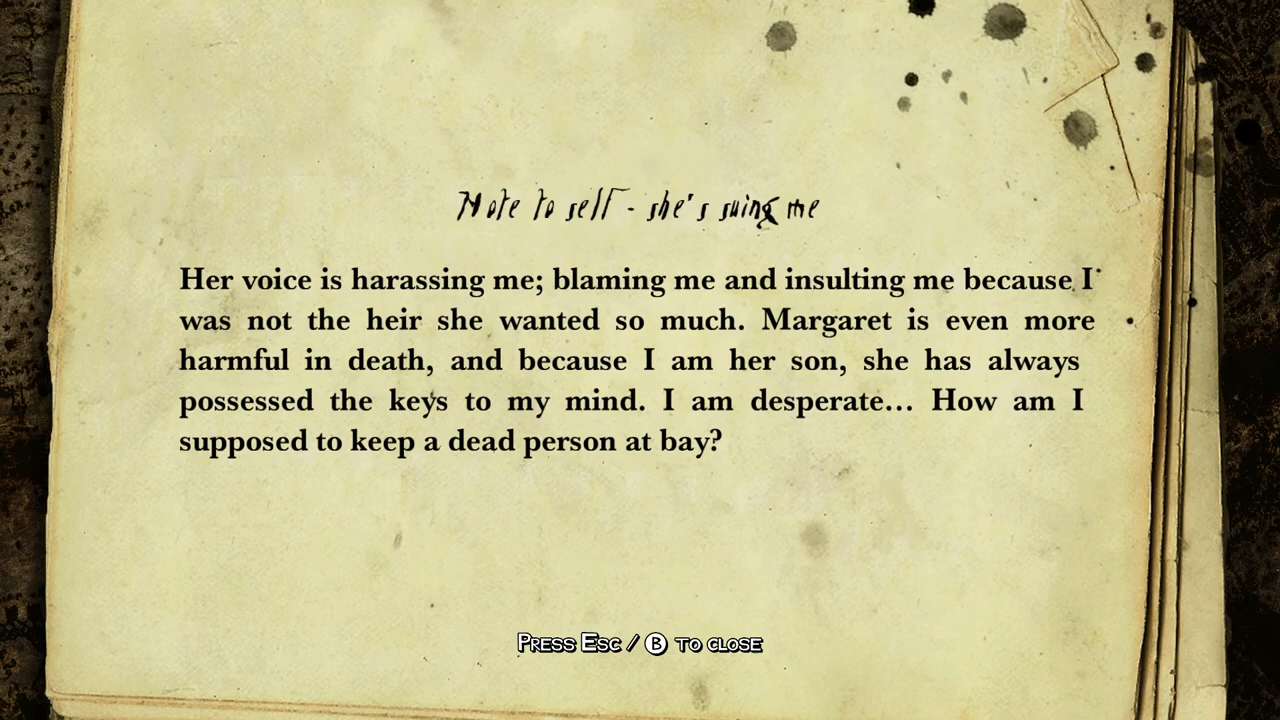 Note to self - she's suing me
Her voice is harassing me; blaming me and insulting me because I
was not the heir she wanted so much. Margaret is even more
harmful in death, and because I am her son, she has always
possessed the keys to my mind. I am desperate... How am I
supposed to keep a dead person at bay?
Press Esc / B to close